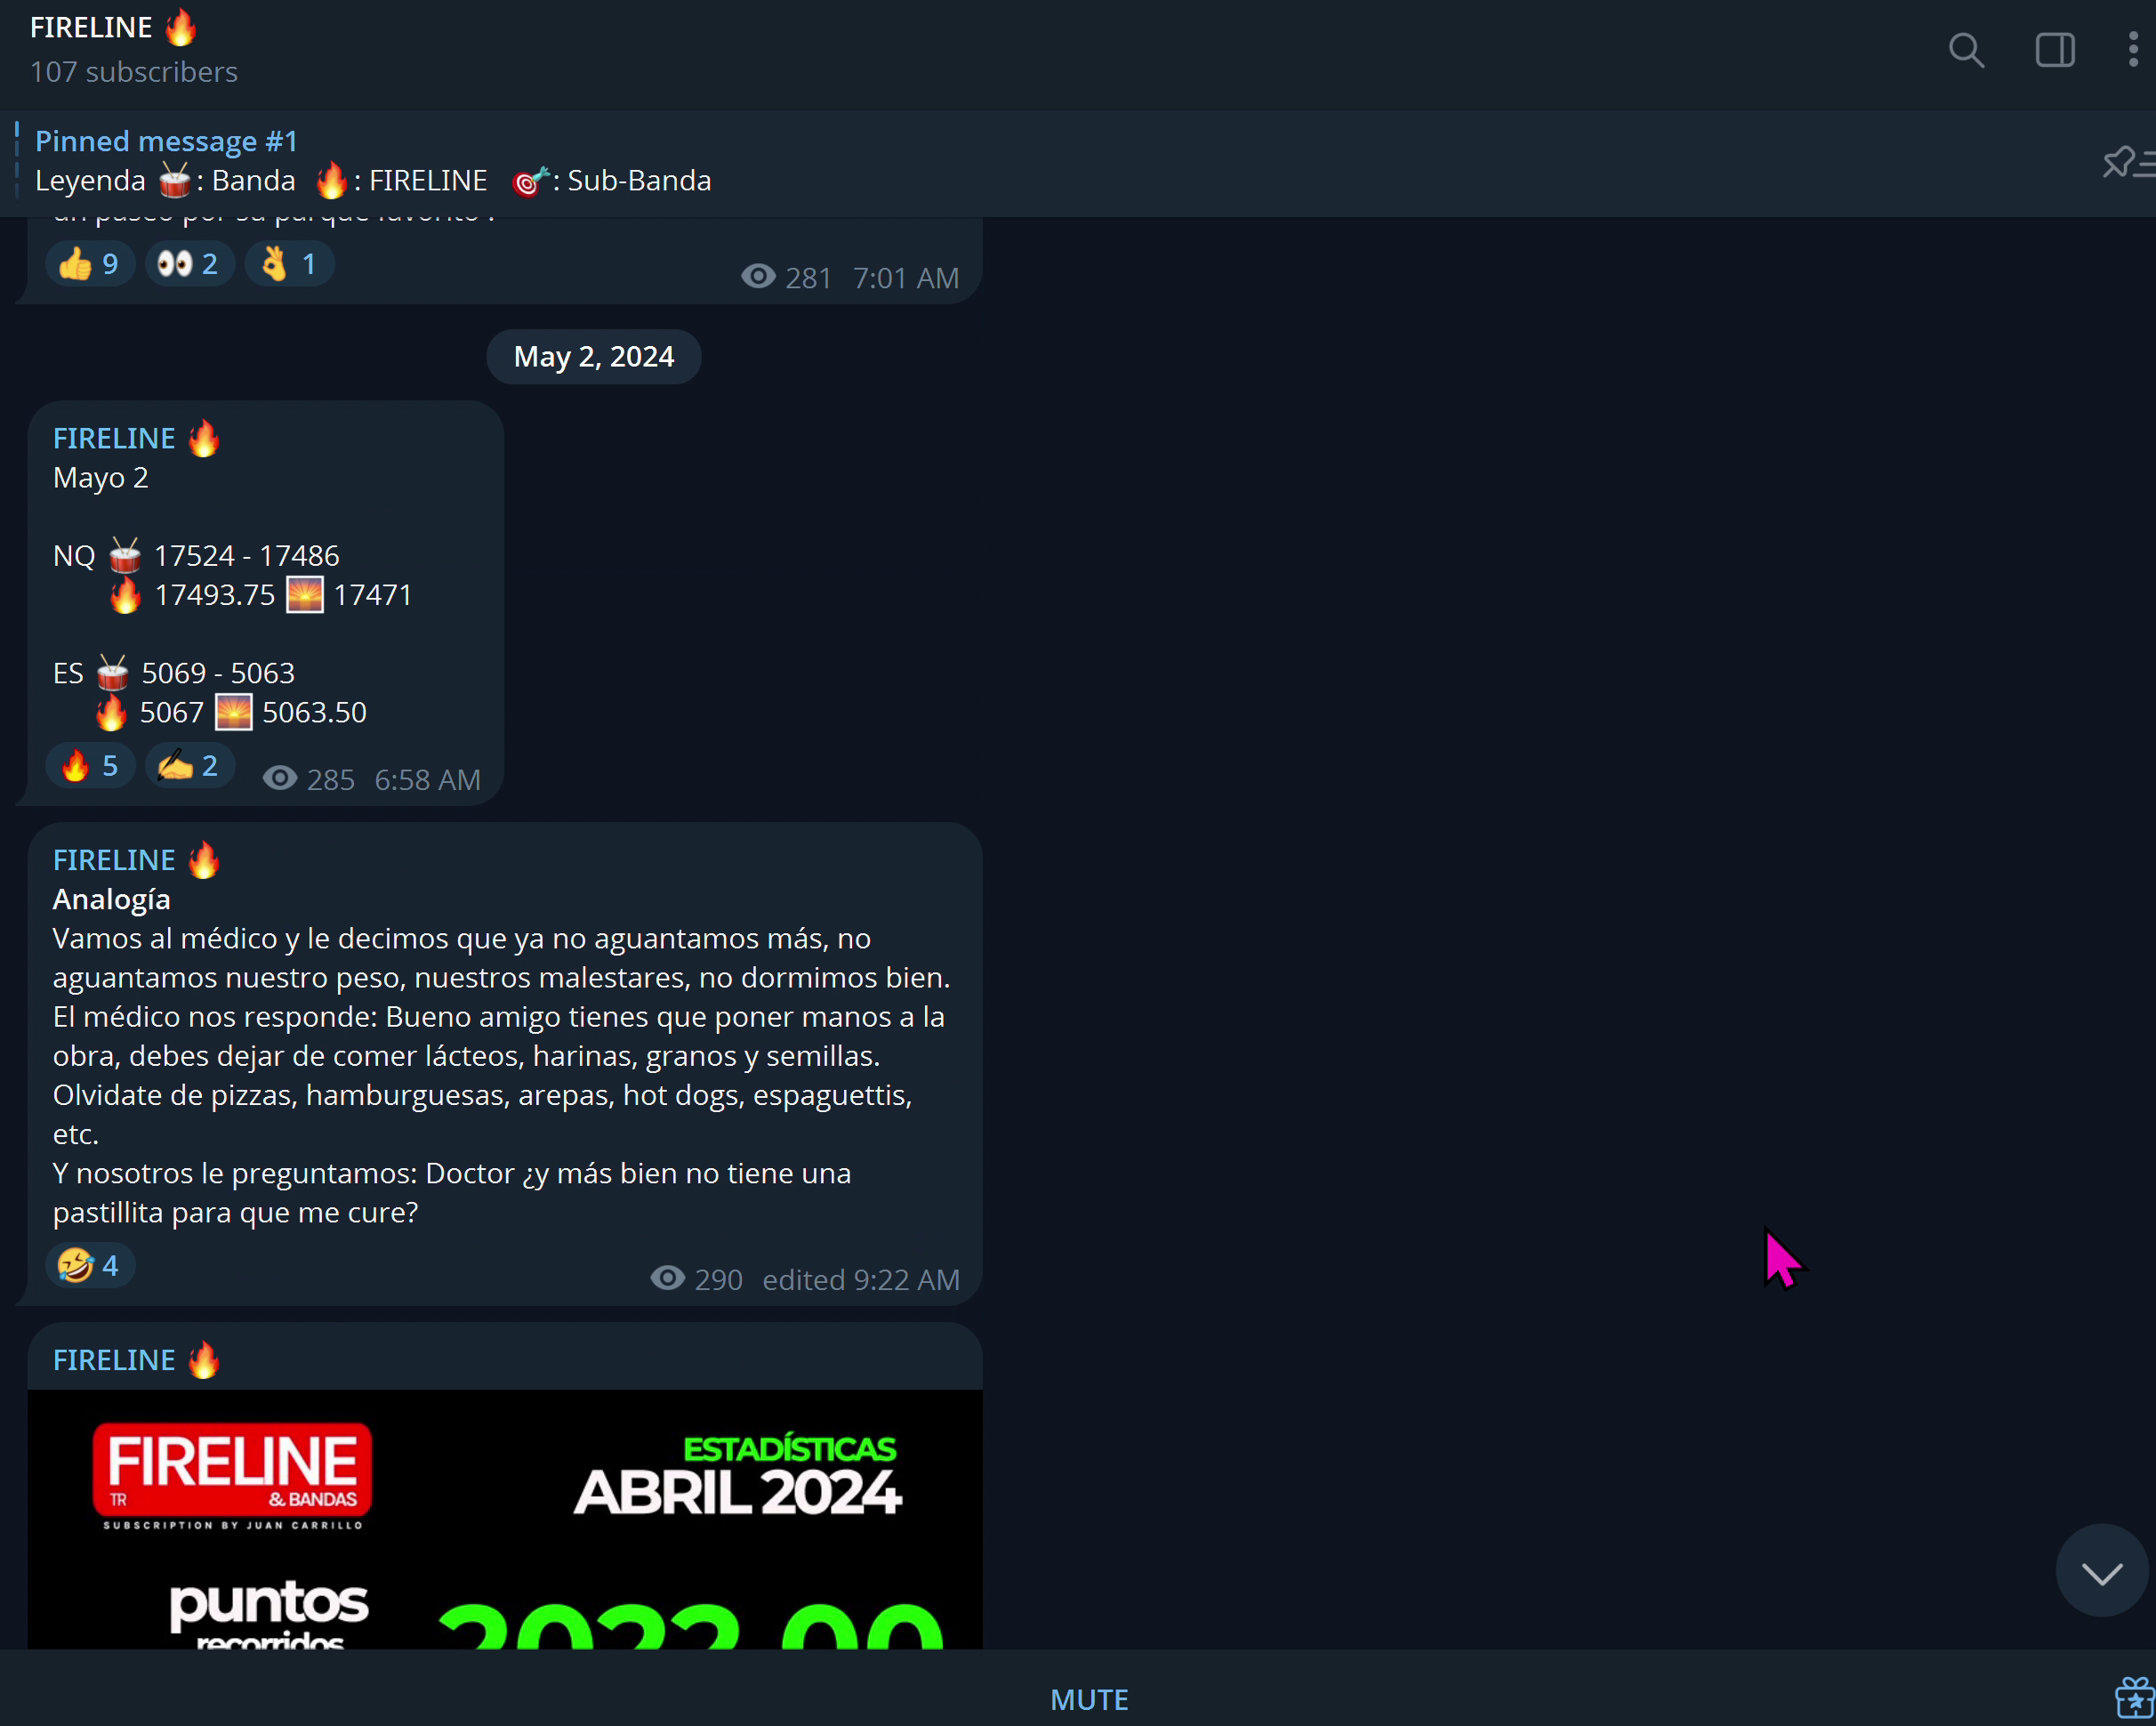 FIRELINE 🔥
107 subscribers
Pinned message #1
Leyenda 🥁: Banda 🔥: FIRELINE 🎯: Sub-Banda
un paseo por su parque favorito .
👍 9 👀 2 👌 1 281 7:01 AM
May 2, 2024
FIRELINE 🔥
Mayo 2
NQ 🥁 17524 - 17486
🔥 17493.75 🌅 17471
ES 🥁 5069 - 5063
🔥 5067 🌅 5063.50
🔥 5 ✍️ 2 285 6:58 AM
FIRELINE 🔥
Analogía
Vamos al médico y le decimos que ya no aguantamos más, no
aguantamos nuestro peso, nuestros malestares, no dormimos bien.
El médico nos responde: Bueno amigo tienes que poner manos a la
obra, debes dejar de comer lácteos, harinas, granos y semillas.
Olvidate de pizzas, hamburguesas, arepas, hot dogs, espaguettis,
etc.
Y nosotros le preguntamos: Doctor ¿y más bien no tiene una
pastillita para que me cure?
🤣 4 290 edited 9:22 AM
FIRELINE 🔥
FIRELINE
TR & BANDAS
SUBSCRIPTION BY JUAN CARRILLO
ESTADÍSTICAS
ABRIL 2024
puntos
recorridos
MUTE